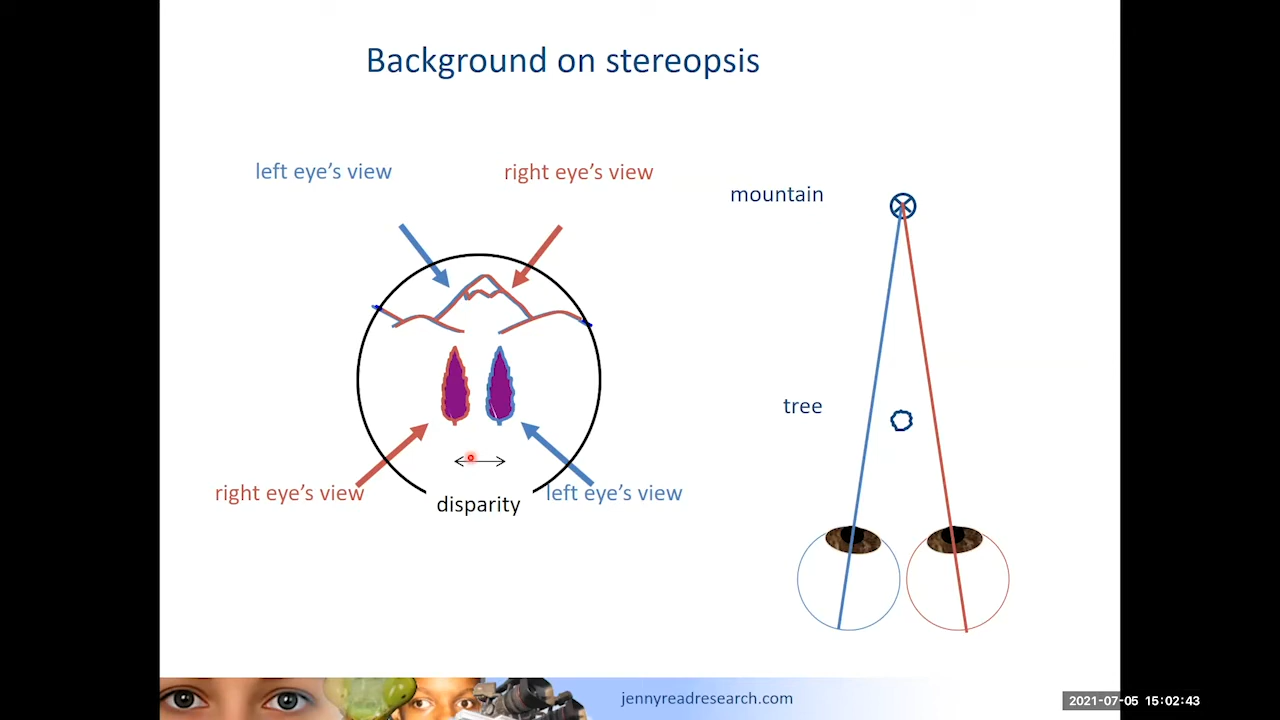 Background on stereopsis
left eye’s view
right eye’s view
mountain
tree
right eye’s view
disparity
left eye’s view
jennyreadresearch.com
2021-07-05 15:02:43